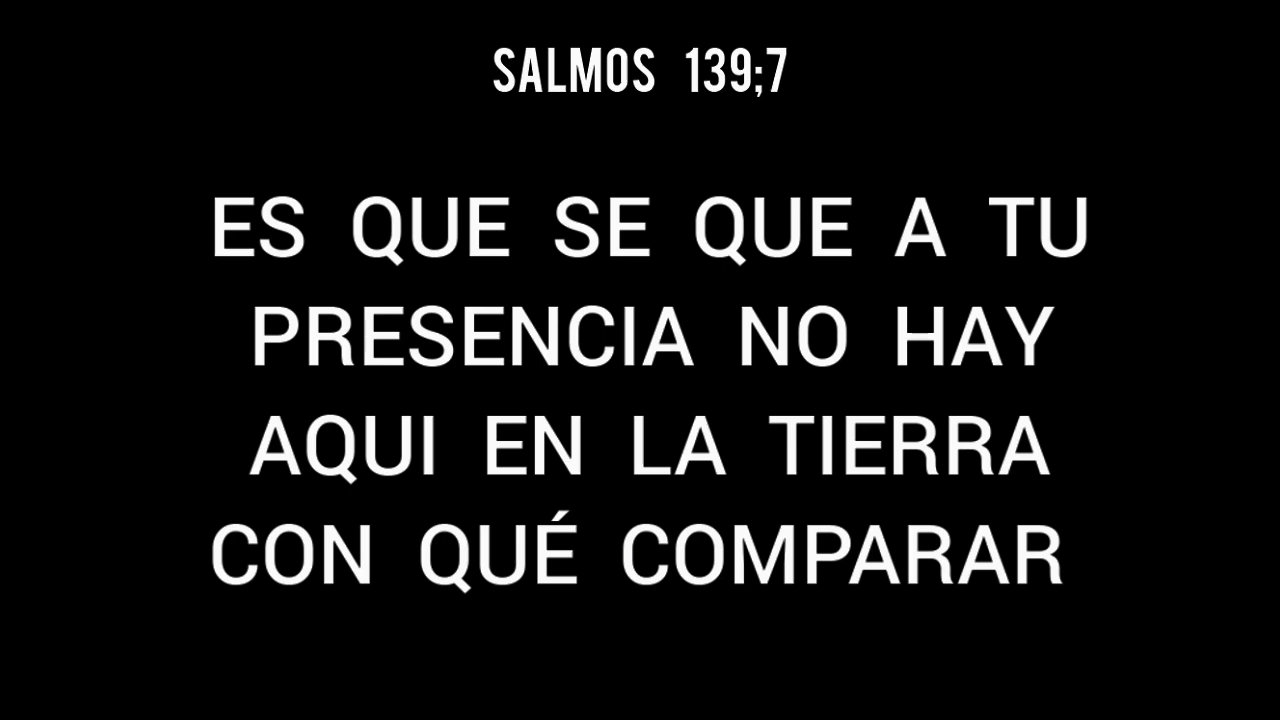 SALMOS 139;7
ES QUE SE QUE A TU
PRESENCIA NO HAY
AQUI EN LA TIERRA
CON QUÉ COMPARAR